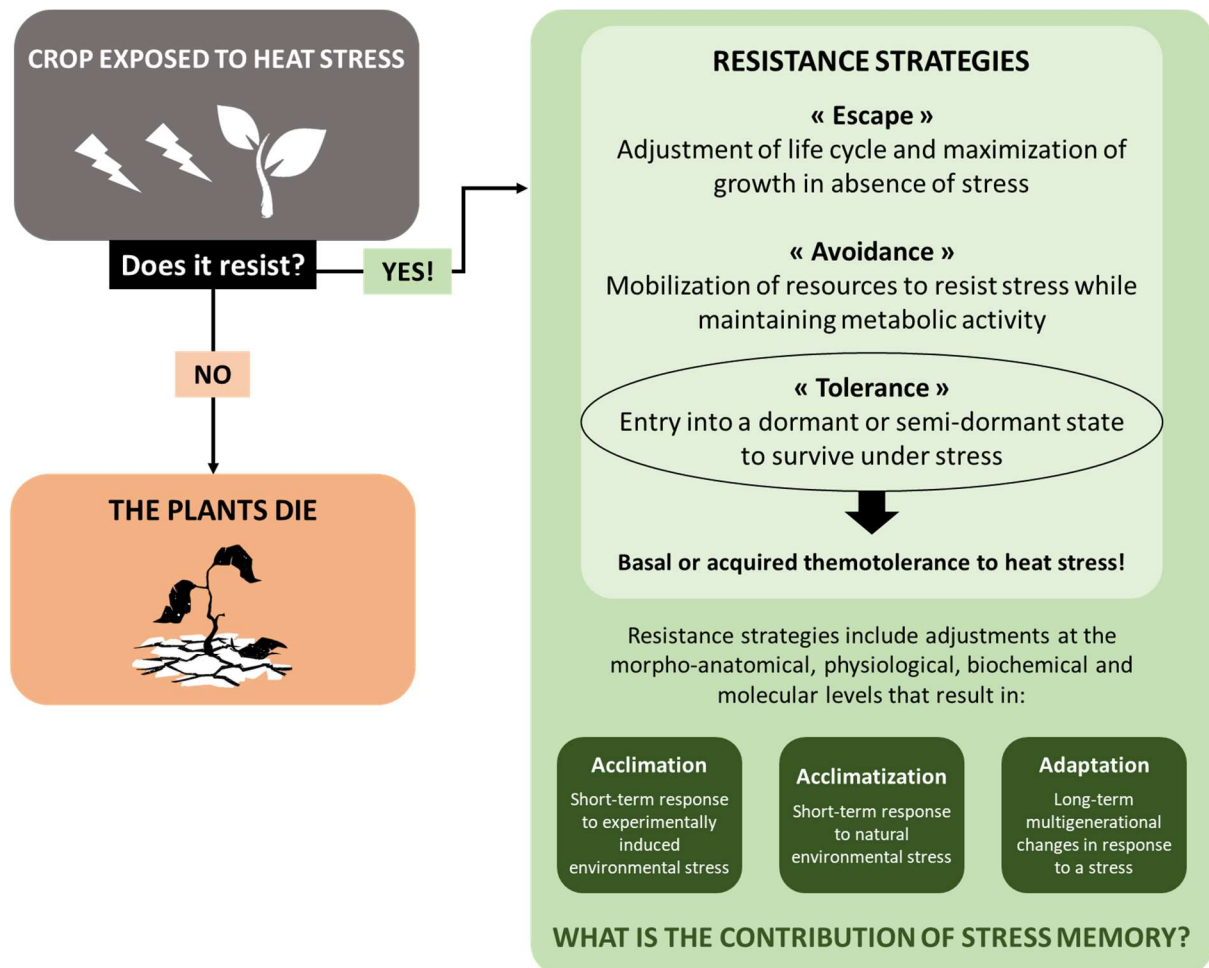 CROP EXPOSED TO HEAT STRESS
Does it resist?
YES!
NO
THE PLANTS DIE
RESISTANCE STRATEGIES
« Escape »
Adjustment of life cycle and maximization of
growth in absence of stress
« Avoidance »
Mobilization of resources to resist stress while
maintaining metabolic activity
« Tolerance »
Entry into a dormant or semi-dormant state
to survive under stress
Basal or acquired themotolerance to heat stress!
Resistance strategies include adjustments at the
morpho-anatomical, physiological, biochemical and
molecular levels that result in:
Acclimation
Short-term response
to experimentally
induced
environmental stress
Acclimatization
Short-term response
to natural
environmental stress
Adaptation
Long-term
multigenerational
changes in response
to a stress
WHAT IS THE CONTRIBUTION OF STRESS MEMORY?